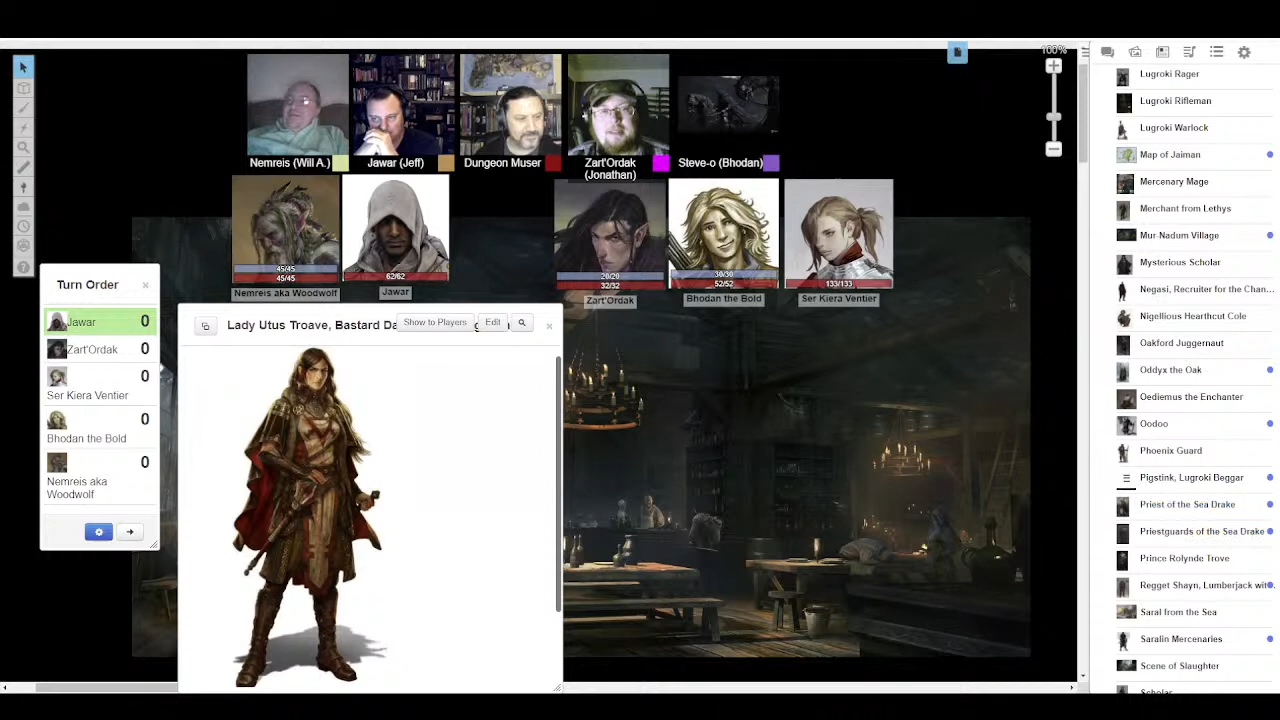 100%
Nemreis (Will A.)
Jawar (Jeff)
Dungeon Muser
Zart'Ordak
(Jonathan)
Steve-o (Bhodan)
45/45
45/45
62/62
20/20
32/32
30/30
52/52
133/133
Nemreis aka Woodwolf
Jawar
Zart'Ordak
Bhodan the Bold
Ser Kiera Ventier
Turn Order
Jawar 0
Zart'Ordak 0
0
Ser Kiera Ventier
0
Bhodan the Bold
0
Nemreis aka
Woodwolf
Lady Utus Troave, Bastard Da
Show to Players
Edit
Lugroki Rager
Lugroki Rifleman
Lugroki Warlock
Map of Jaiman
Mercenary Mage
Merchant from Lethys
Mur-Nadum Village
Mysterious Scholar
Negasi, Recruiter for the Chan...
Nigellious Hearthcut Cole
Oakford Juggernaut
Oddyx the Oak
Oediemus the Enchanter
Oodoo
Phoenix Guard
Pigstink, Lugroki Beggar
Priest of the Sea Drake
Priestguards of the Sea Drake
Prince Rolynde Trove
Regget Shayn, Lumberjack wit
Saral from the Sea
Saralin Mercenaries
Scene of Slaughter
Scholar